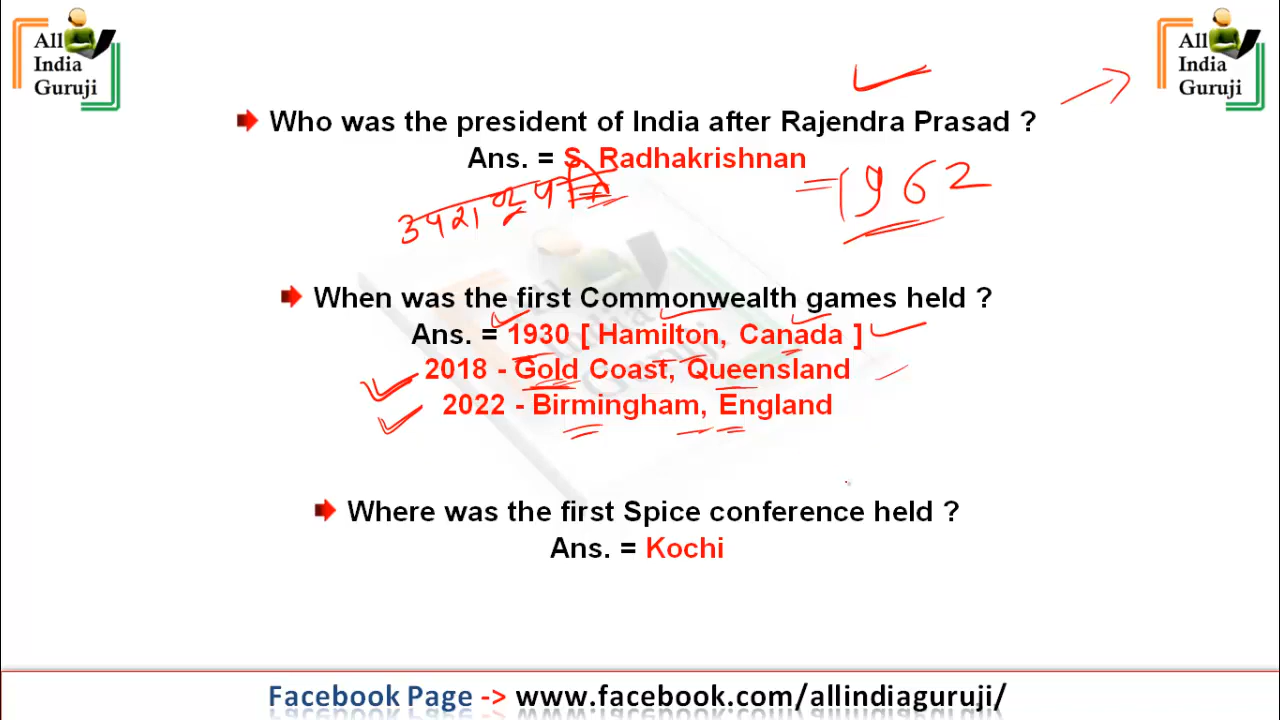 All
India
Guruji
All
India
Guruji
Who was the president of India after Rajendra Prasad ?
Ans. = S. Radhakrishnan
= 1962
When was the first Commonwealth games held ?
Ans. = 1930 [ Hamilton, Canada ]
2018 - Gold Coast, Queensland
2022 - Birmingham, England
Where was the first Spice conference held ?
Ans. = Kochi
Facebook Page -> www.facebook.com/allindiaguruji/